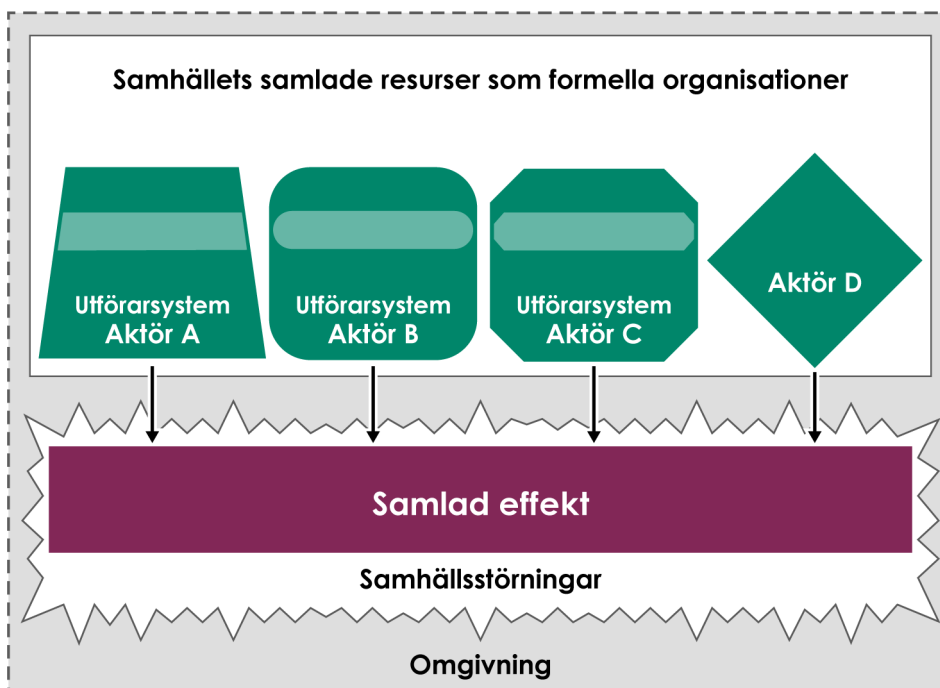 Samhällets samlade resurser som formella organisationer
Utförarsystem
Aktör A
Utförarsystem
Aktör B
Utförarsystem
Aktör C
Aktör D
Samlad effekt
Samhällsstörningar
Omgivning